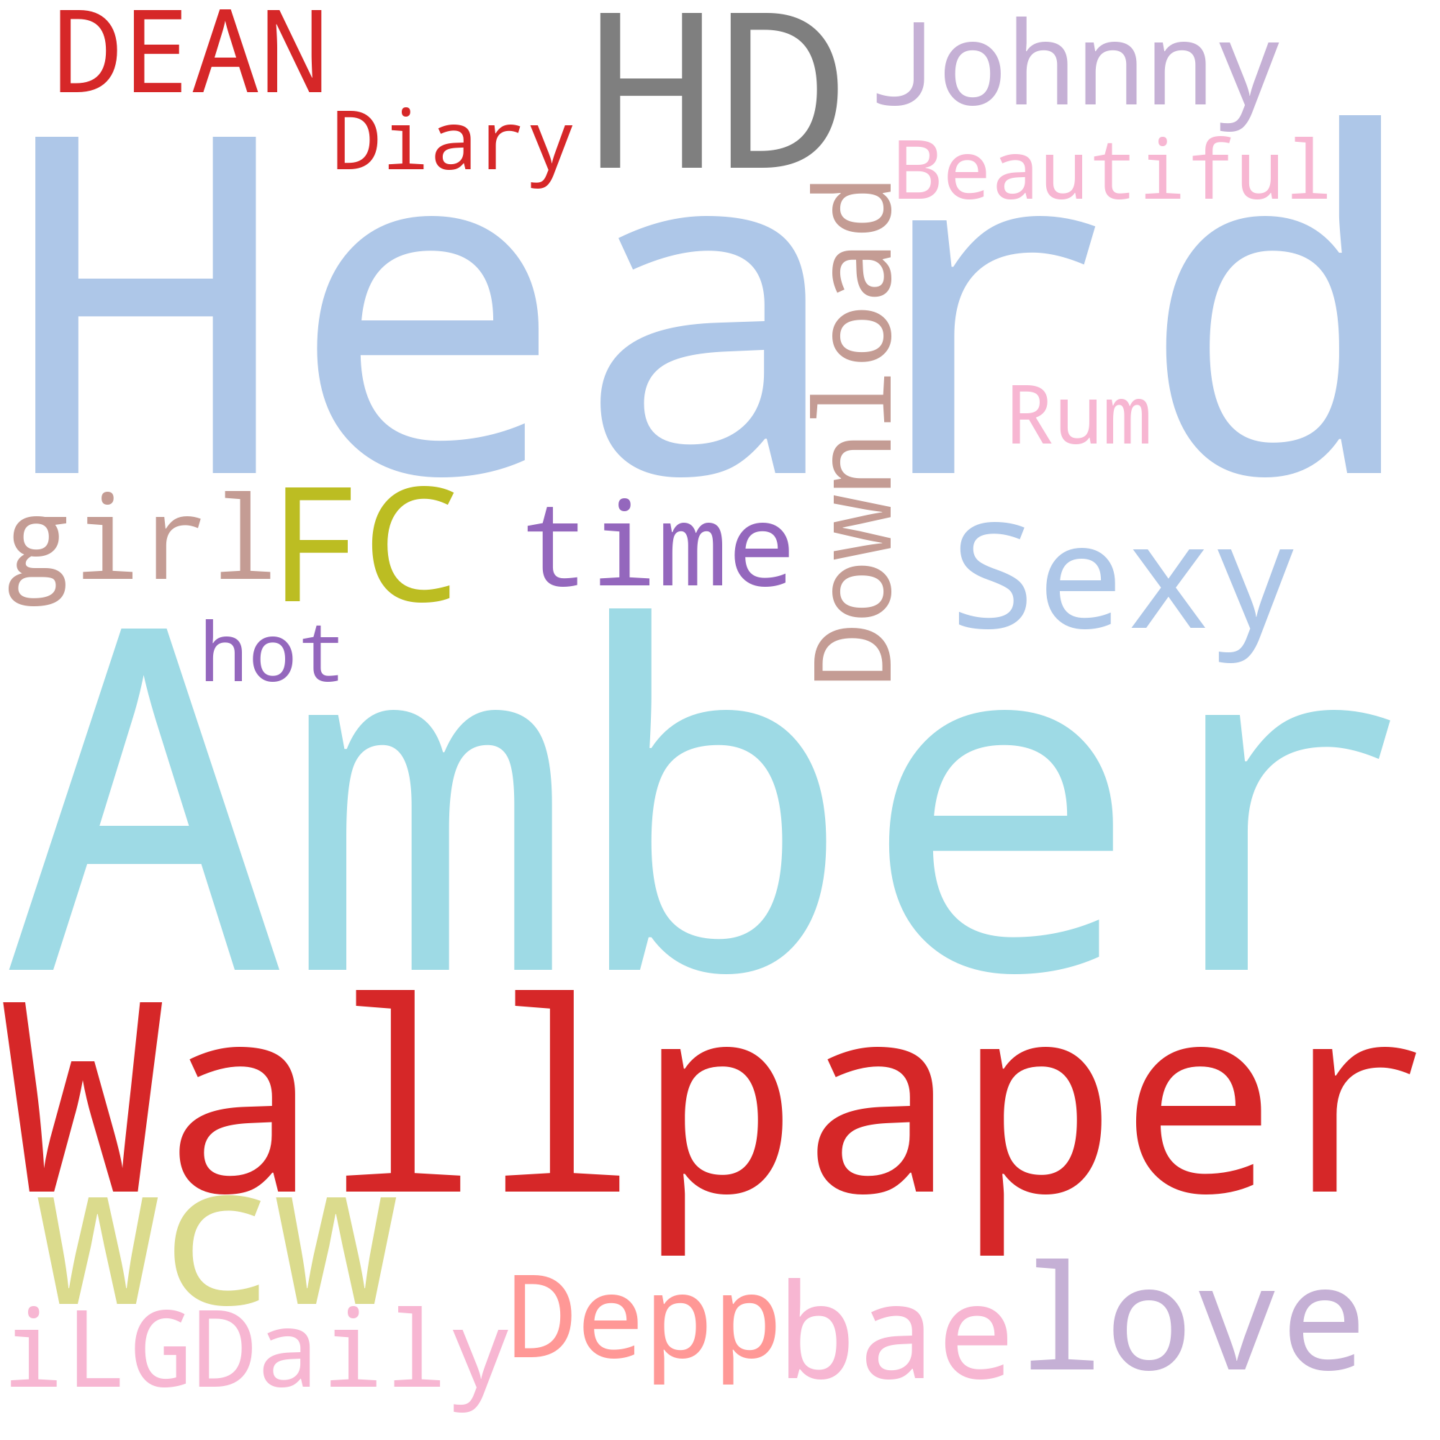 DEAN
HD
Johnny
Diary
Beautiful
Heard
Download
Rum
girl
FC
time
Sexy
hot
Amber
Wallpaper
WCW
iLGDaily
Depp
bae
love